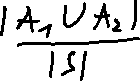 |A₁ ∪ A₂|
|S|